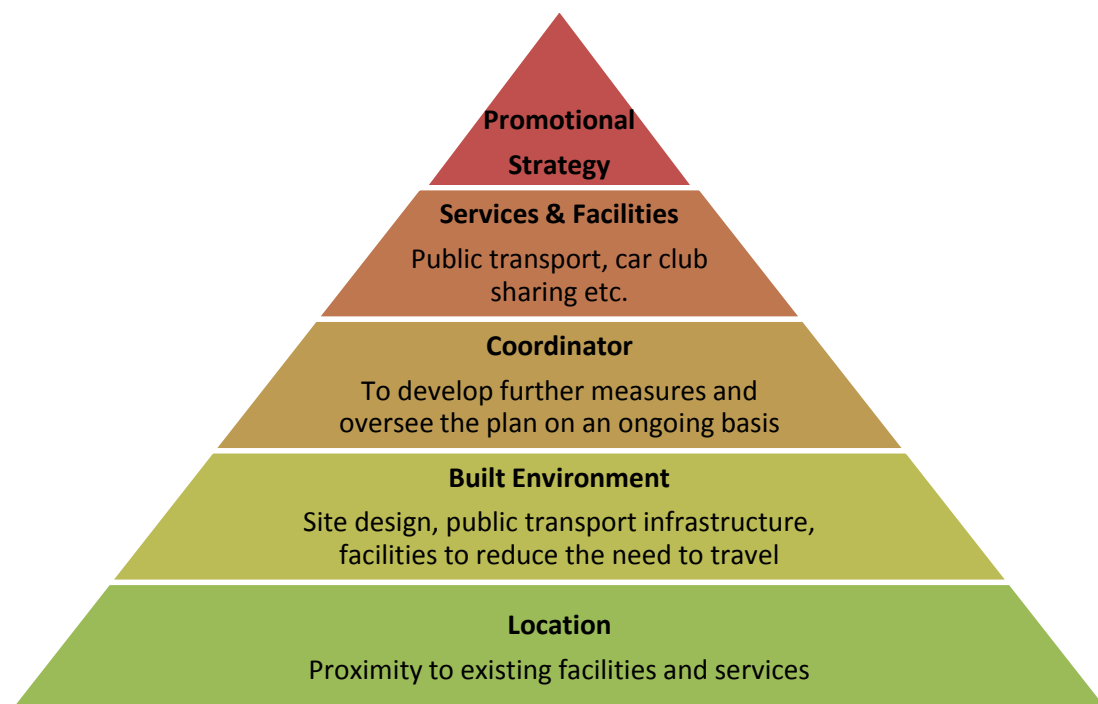 Promotional
Strategy
Services & Facilities
Public transport, car club
sharing etc.
Coordinator
To develop further measures and
oversee the plan on an ongoing basis
Built Environment
Site design, public transport infrastructure,
facilities to reduce the need to travel
Location
Proximity to existing facilities and services